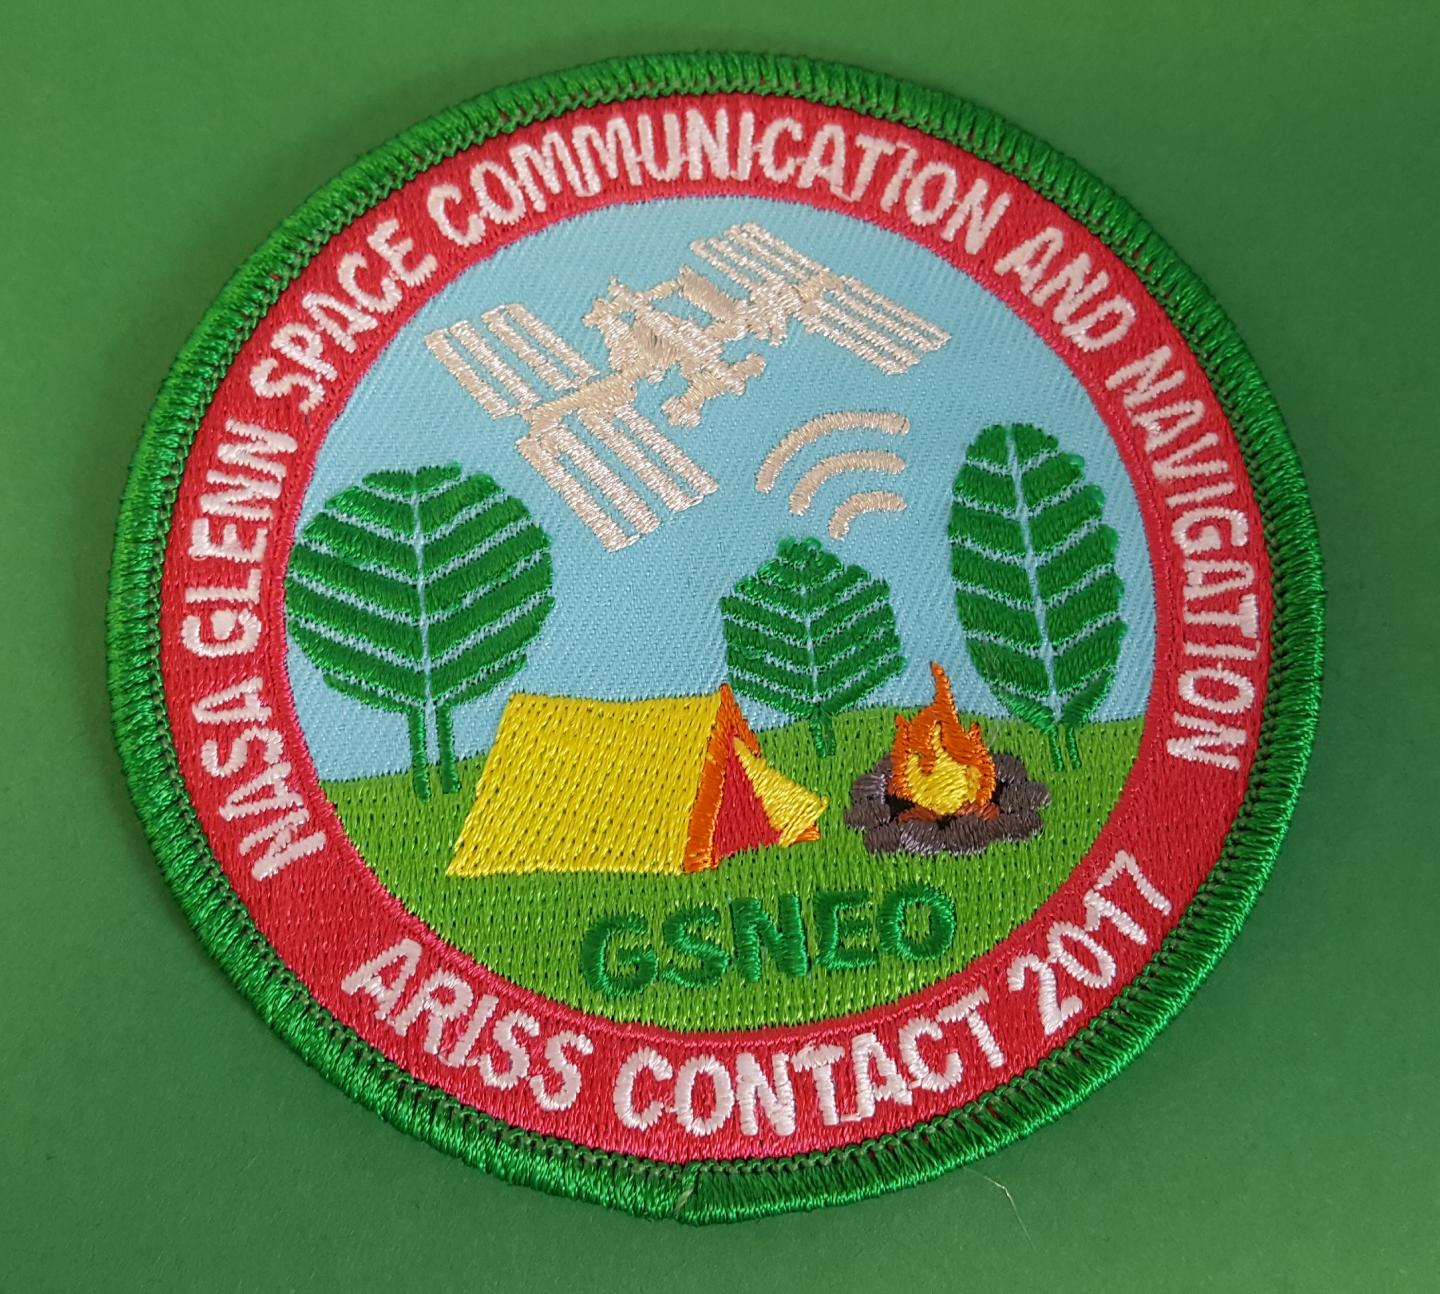 NASA GLENN SPACE COMMUNICATION AND NAVIGATION
GSNEO
ARISS CONTACT 2017